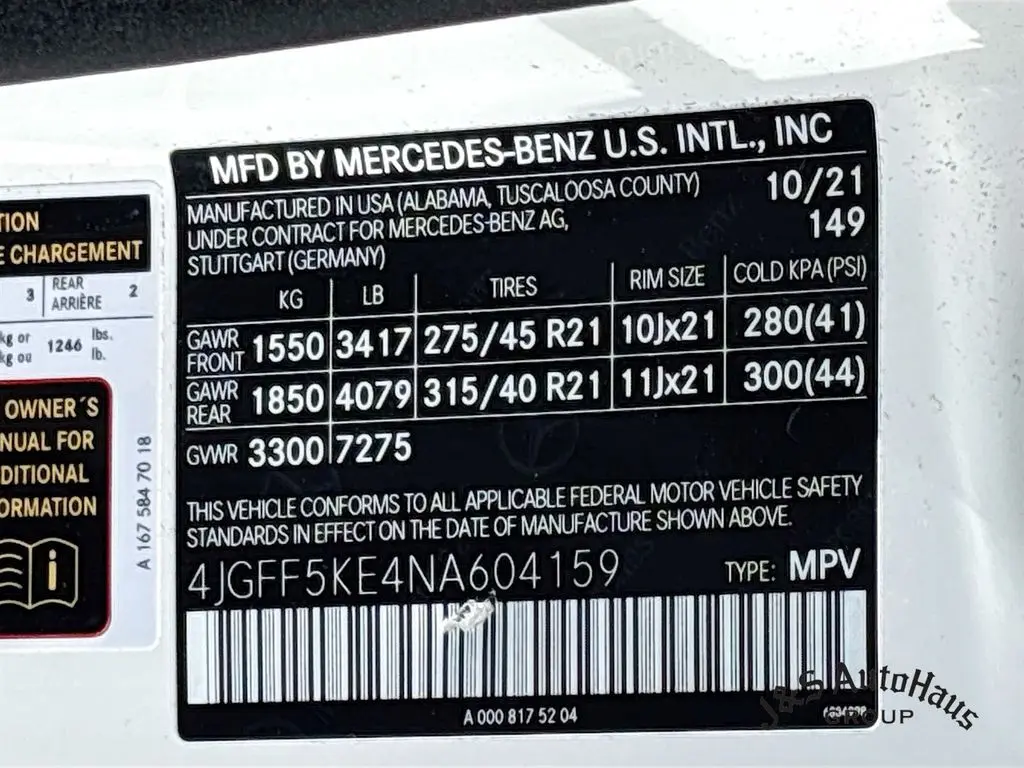 TION
E CHARGEMENT
3 REAR ARRIÈRE 2
kg or kg ou 1246 lbs. lb.
OWNER´S
NUAL FOR
DITIONAL
ORMATION
i
A 167 584 70 18
MFD BY MERCEDES-BENZ U.S. INTL., INC
MANUFACTURED IN USA (ALABAMA, TUSCALOOSA COUNTY) 10/21
UNDER CONTRACT FOR MERCEDES-BENZ AG, 149
STUTTGART (GERMANY)
KG LB TIRES RIM SIZE COLD KPA (PSI)
GAWR FRONT 1550 3417 275/45 R21 10Jx21 280(41)
GAWR REAR 1850 4079 315/40 R21 11Jx21 300(44)
GVWR 3300 7275
THIS VEHICLE CONFORMS TO ALL APPLICABLE FEDERAL MOTOR VEHICLE SAFETY
STANDARDS IN EFFECT ON THE DATE OF MANUFACTURE SHOWN ABOVE.
4JGFF5KE4NA604159 TYPE: MPV
A 000 817 52 04
J&S AutoHaus
GROUP